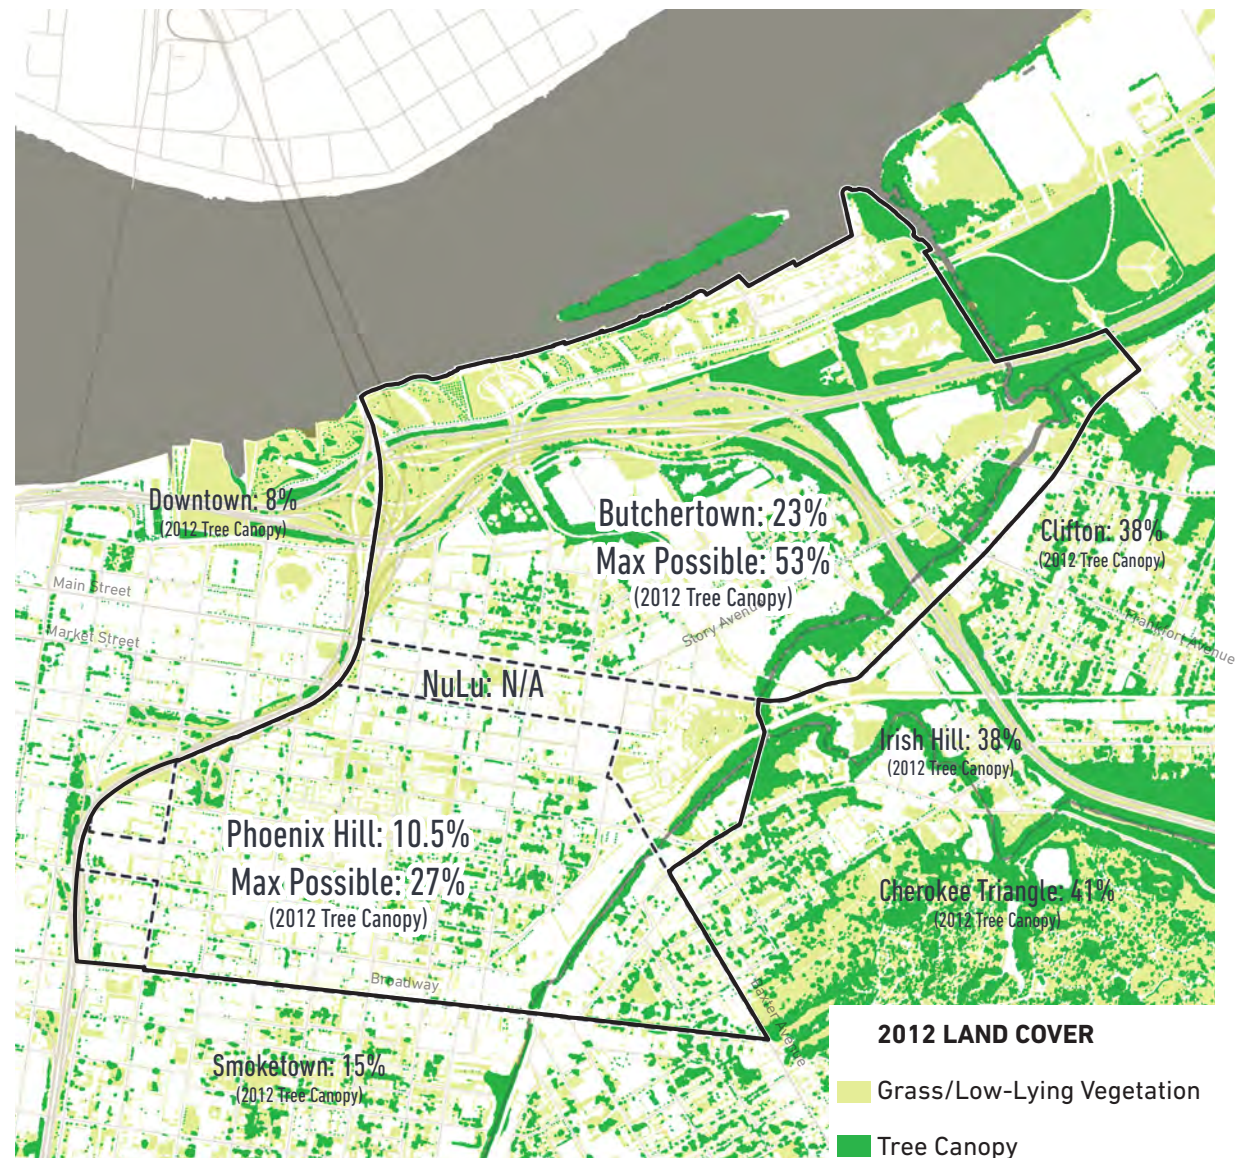 Downtown: 8%
(2012 Tree Canopy)
Butchertown: 23%
Max Possible: 53%
(2012 Tree Canopy)
Clifton: 38%
(2012 Tree Canopy)
Main Street
Market Street
Story Avenue
Frankfort Avenue
NuLu: N/A
Irish Hill: 38%
(2012 Tree Canopy)
Phoenix Hill: 10.5%
Max Possible: 27%
(2012 Tree Canopy)
Cherokee Triangle: 41%
(2012 Tree Canopy)
Broadway
Baxter Avenue
Smoketown: 15%
(2012 Tree Canopy)
2012 LAND COVER
Grass/Low-Lying Vegetation
Tree Canopy